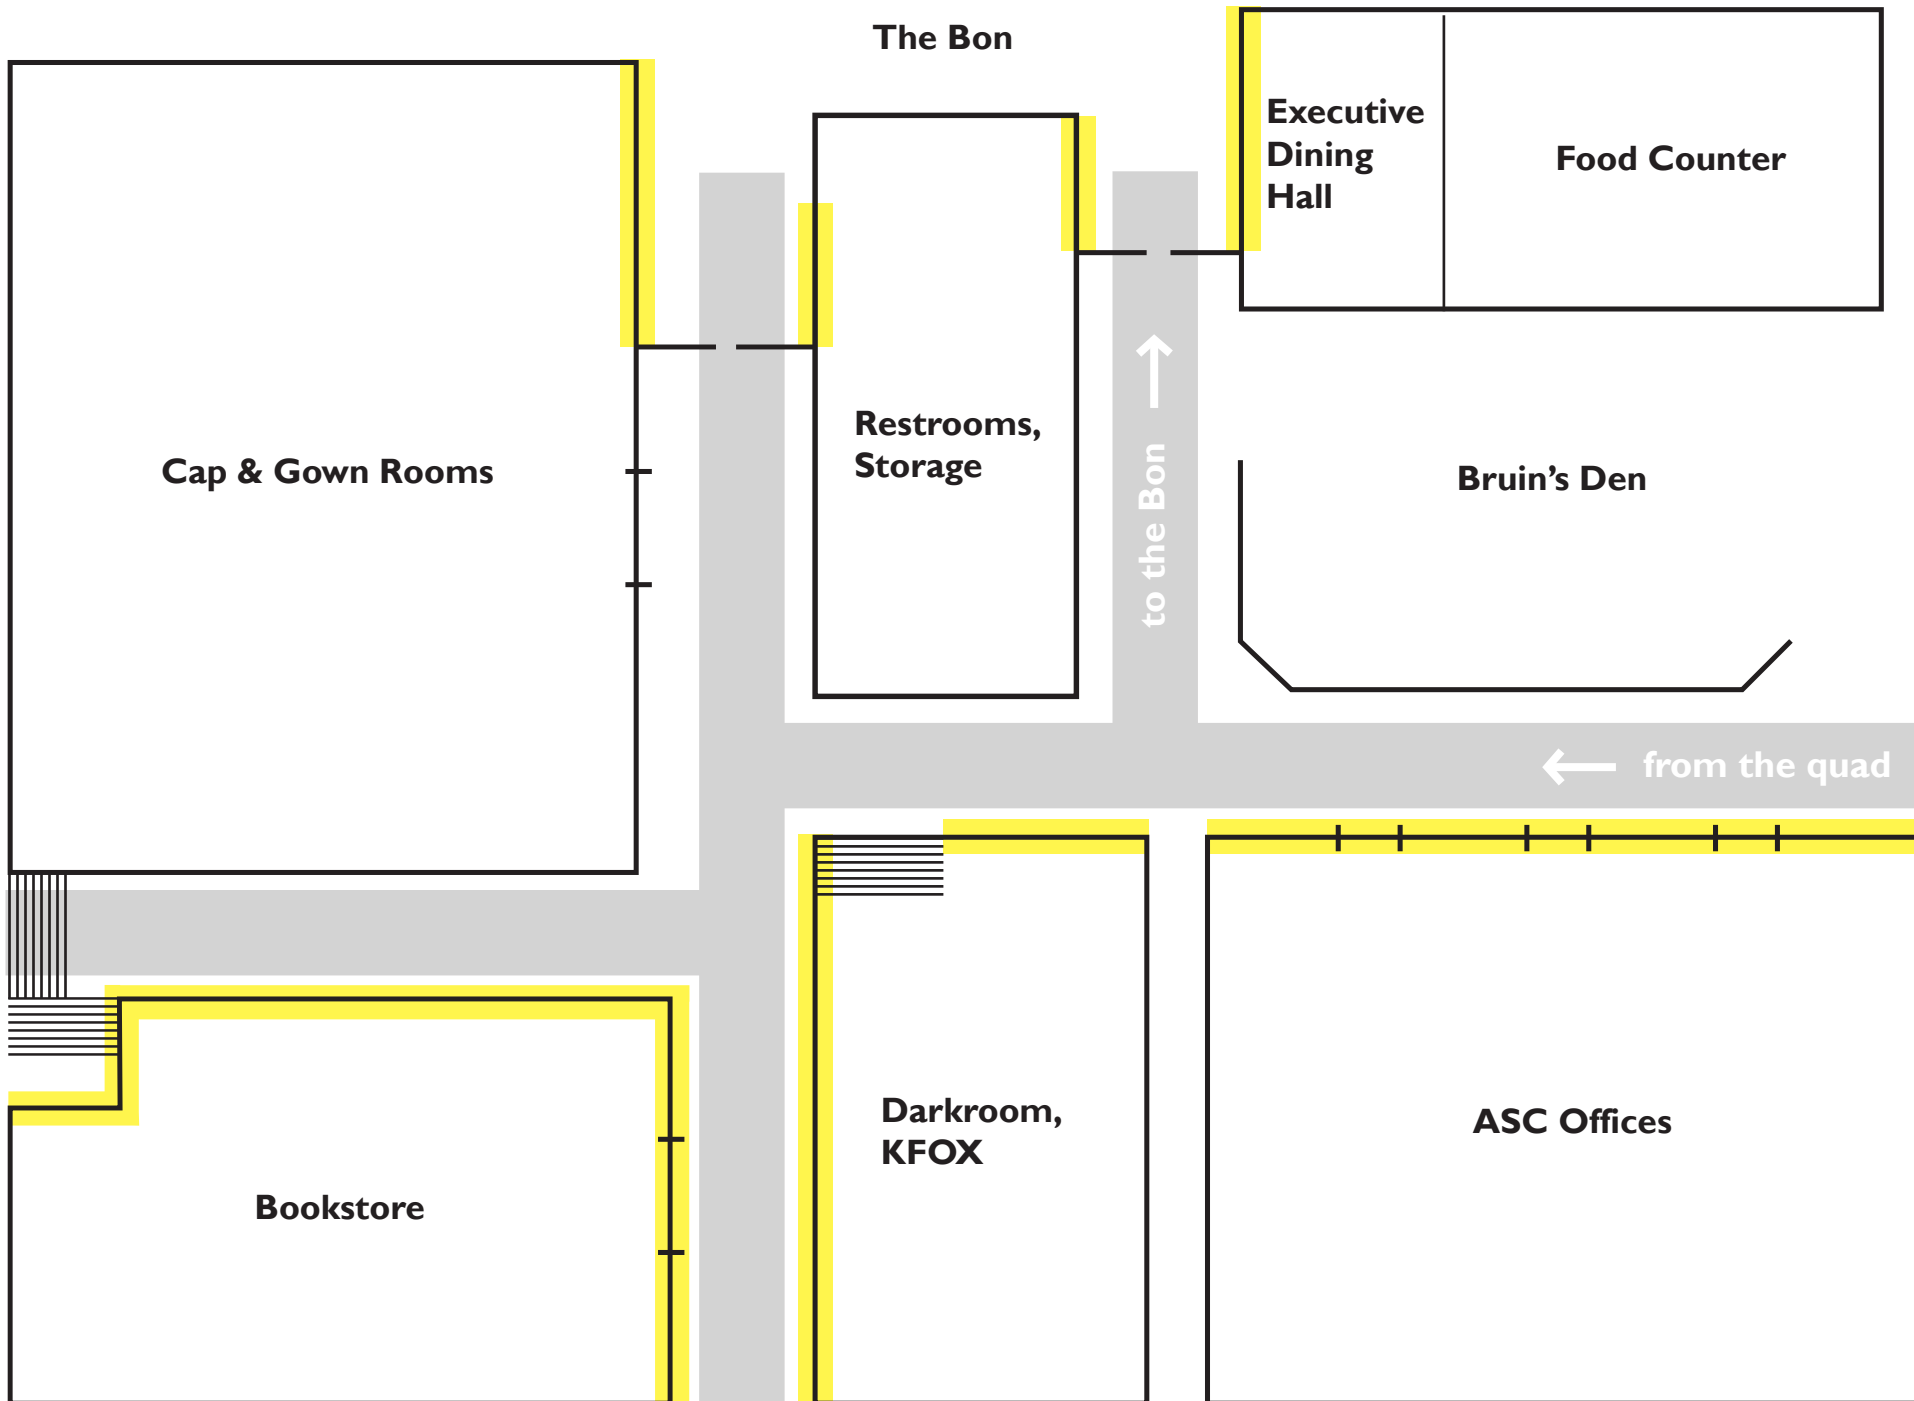 The Bon
Executive
Dining
Hall
Food Counter
Cap & Gown Rooms
Restrooms,
Storage
to the Bon
Bruin’s Den
from the quad
Darkroom,
KFOX
ASC Offices
Bookstore